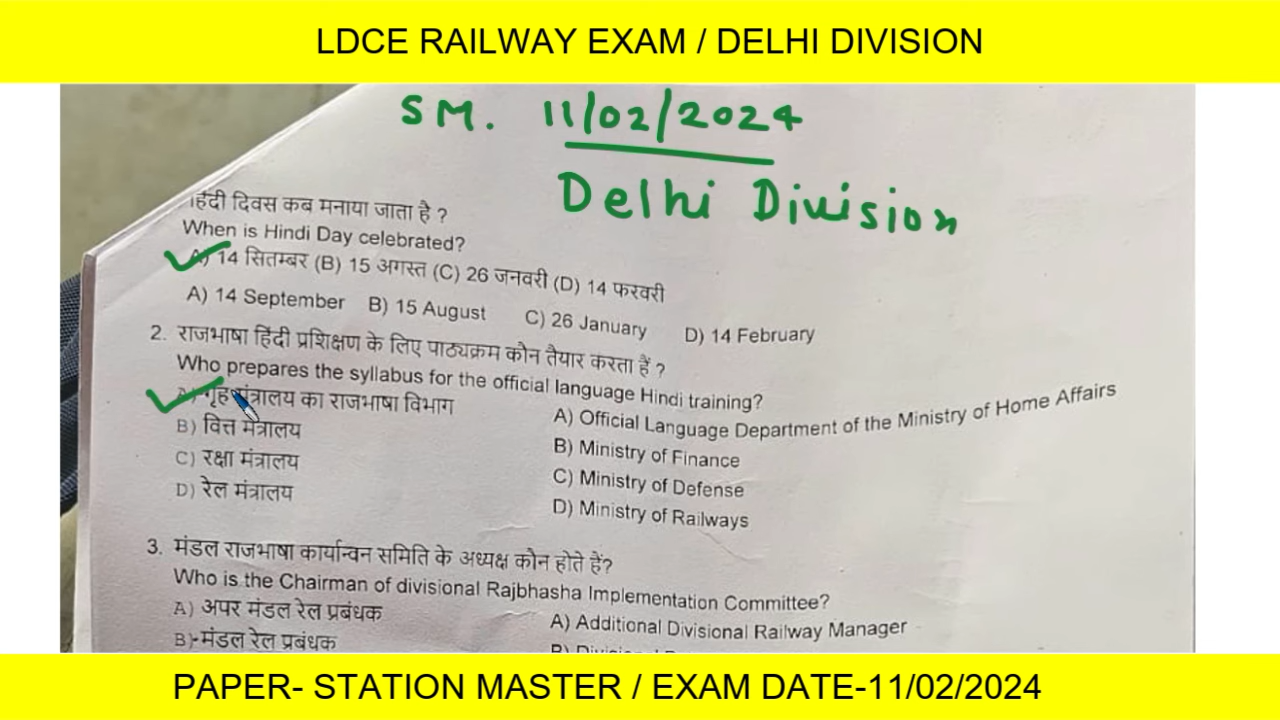 LDCE RAILWAY EXAM / DELHI DIVISION
SM. 11/02/2024
Delhi Division
हिंदी दिवस कब मनाया जाता है ?
When is Hindi Day celebrated?
A) 14 सितम्बर (B) 15 अगस्त (C) 26 जनवरी (D) 14 फरवरी
A) 14 September B) 15 August C) 26 January D) 14 February
2. राजभाषा हिंदी प्रशिक्षण के लिए पाठ्यक्रम कौन तैयार करता हैं ?
Who prepares the syllabus for the official language Hindi training?
A) गृह मंत्रालय का राजभाषा विभाग A) Official Language Department of the Ministry of Home Affairs
B) वित्त मंत्रालय B) Ministry of Finance
C) रक्षा मंत्रालय C) Ministry of Defense
D) रेल मंत्रालय D) Ministry of Railways
3. मंडल राजभाषा कार्यान्वन समिति के अध्यक्ष कौन होते हैं?
Who is the Chairman of divisional Rajbhasha Implementation Committee?
A) अपर मंडल रेल प्रबंधक A) Additional Divisional Railway Manager
B) मंडल रेल प्रबंधक B)
PAPER- STATION MASTER / EXAM DATE-11/02/2024